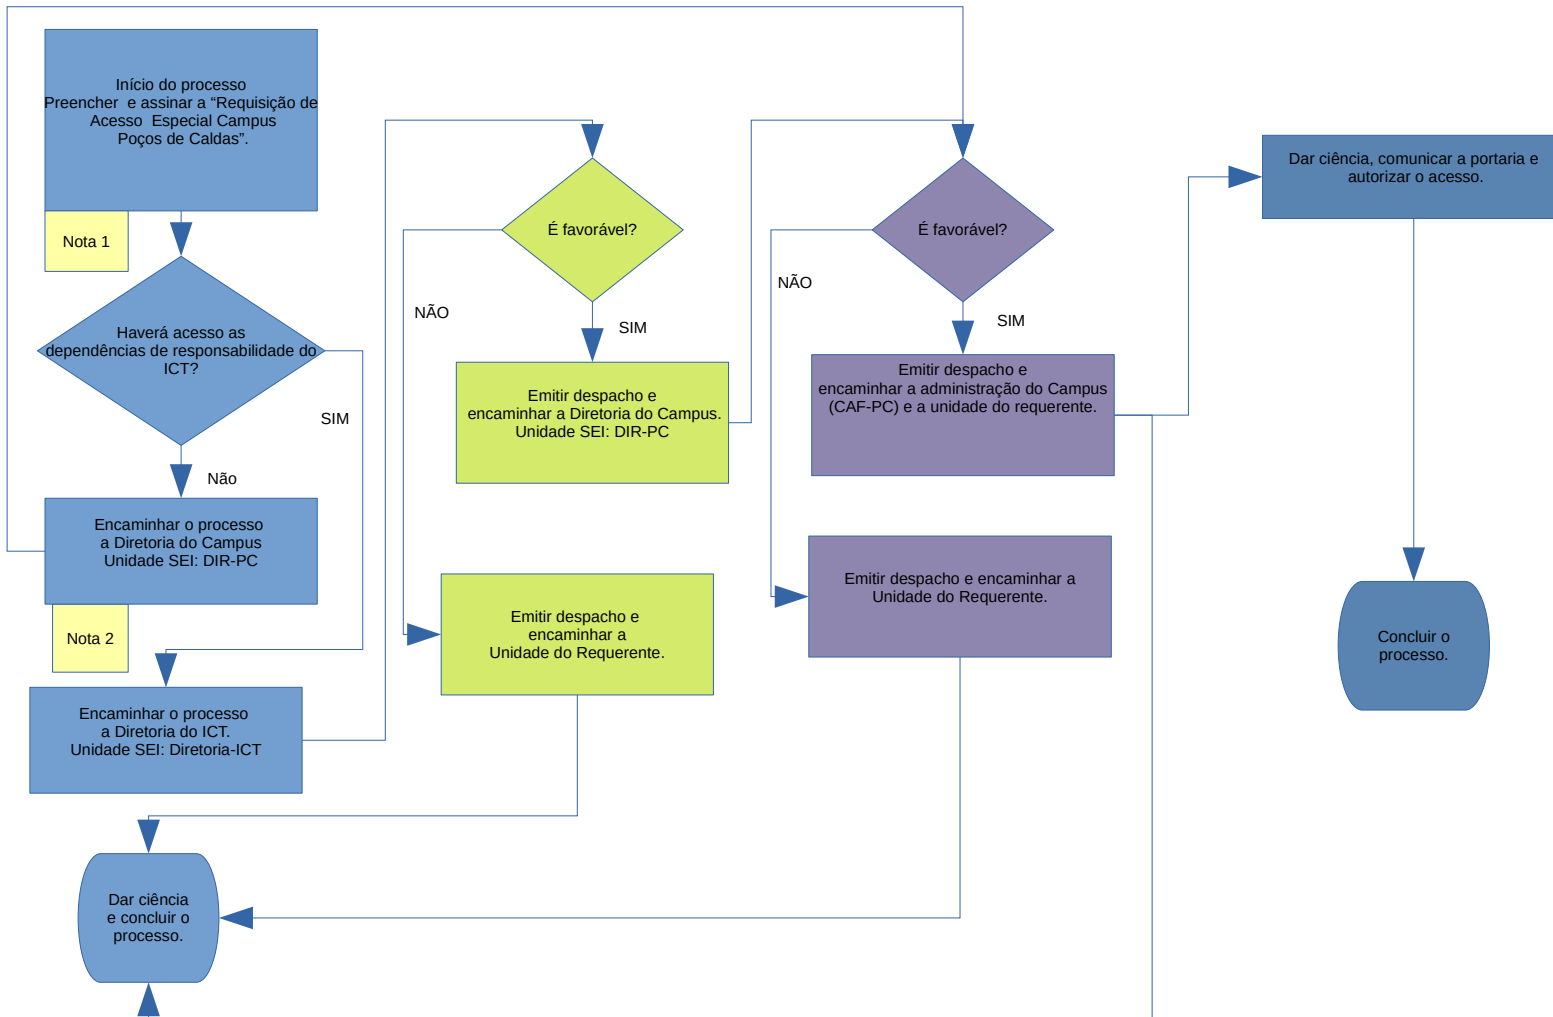 Início do processo
Preencher e assinar a “Requisição de
Acesso Especial Campus
Poços de Caldas”.
Nota 1
Haverá acesso as
dependências de responsabilidade do
ICT?
SIM
Não
Encaminhar o processo
a Diretoria do Campus
Unidade SEI: DIR-PC
Nota 2
Encaminhar o processo
a Diretoria do ICT.
Unidade SEI: Diretoria-ICT
Dar ciência
e concluir o
processo.
É favorável?
NÃO
SIM
Emitir despacho e
encaminhar a Diretoria do Campus.
Unidade SEI: DIR-PC
Emitir despacho e
encaminhar a
Unidade do Requerente.
É favorável?
NÃO
SIM
Emitir despacho e
encaminhar a administração do Campus
(CAF-PC) e a unidade do requerente.
Emitir despacho e encaminhar a
Unidade do Requerente.
Dar ciência, comunicar a portaria e
autorizar o acesso.
Concluir o
processo.